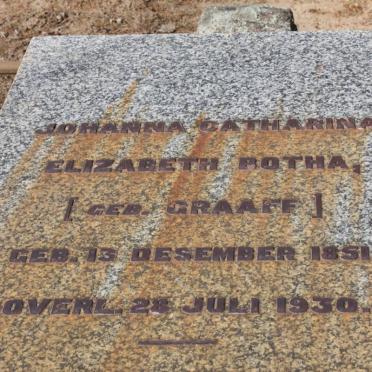 JOHANNA CATHARINA
ELIZABETH BOTHA,
[GEB. GRAAFF]
GEB. 13 DESEMBER 1851
OVERL. 28 JULI 1930.